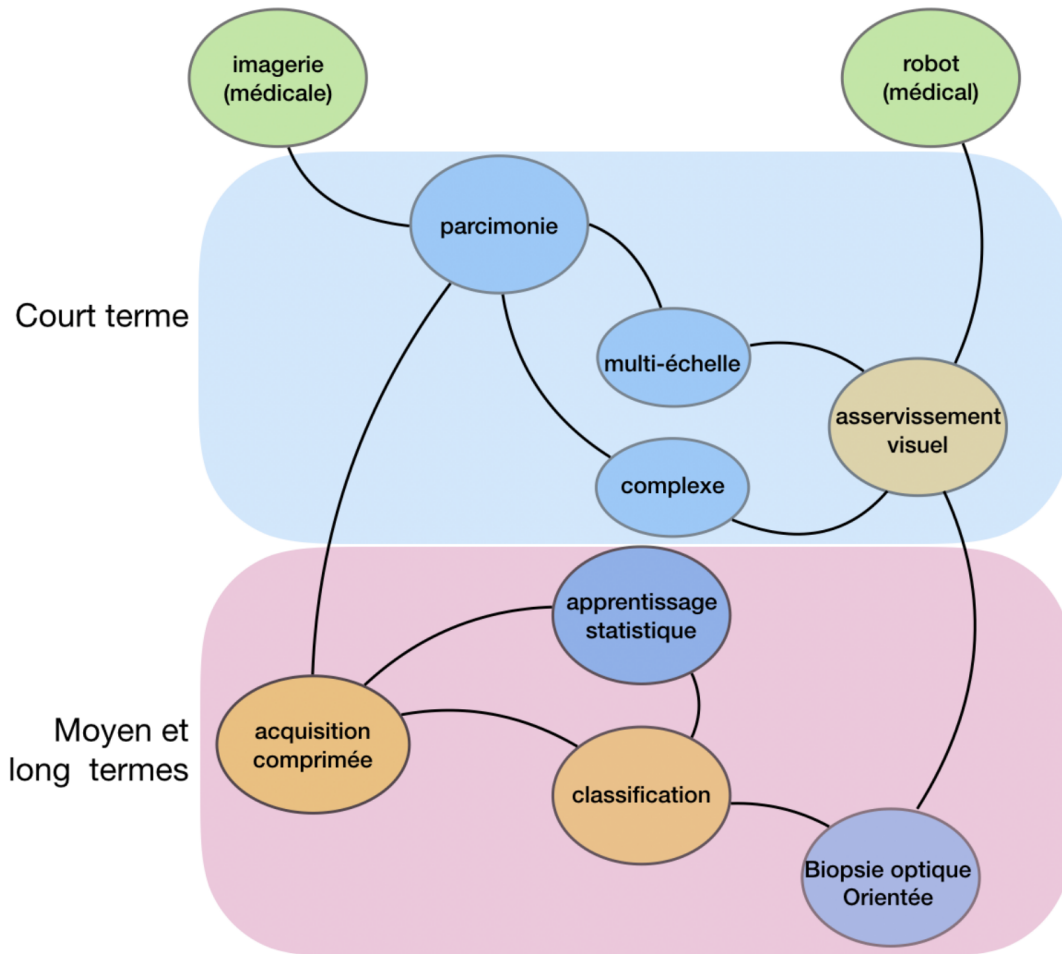 imagerie
(médicale)
robot
(médical)
parcimonie
Court terme
multi-échelle
asservissement
visuel
complexe
apprentissage
statistique
Moyen et
long termes
acquisition
comprimée
classification
Biopsie optique
Orientée